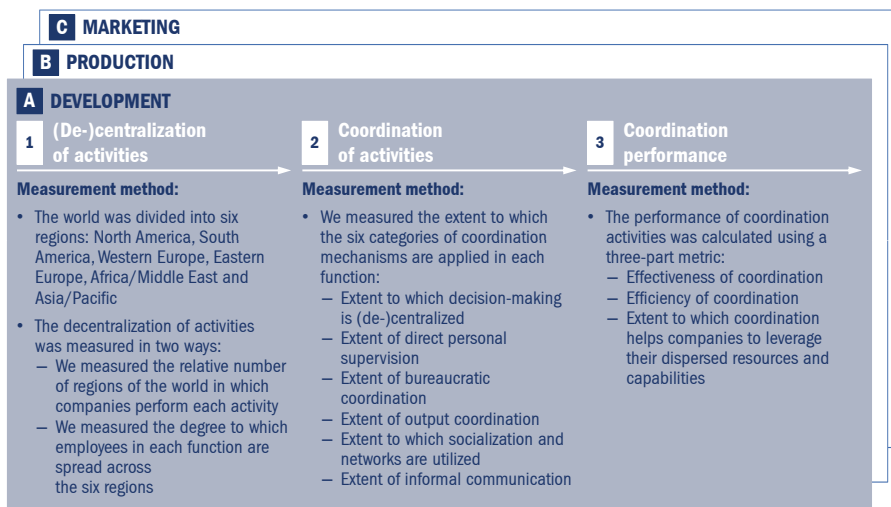 C MARKETING
B PRODUCTION
A DEVELOPMENT
1 (De-)centralization
of activities
Measurement method:
• The world was divided into six
regions: North America, South
America, Western Europe, Eastern
Europe, Africa/Middle East and
Asia/Pacific
• The decentralization of activities
was measured in two ways:
– We measured the relative number
of regions of the world in which
companies perform each activity
– We measured the degree to which
employees in each function are
spread across
the six regions
2 Coordination
of activities
Measurement method:
• We measured the extent to which
the six categories of coordination
mechanisms are applied in each
function:
– Extent to which decision-making
is (de-)centralized
– Extent of direct personal
supervision
– Extent of bureaucratic
coordination
– Extent of output coordination
– Extent to which socialization and
networks are utilized
– Extent of informal communication
3 Coordination
performance
Measurement method:
• The performance of coordination
activities was calculated using a
three-part metric:
– Effectiveness of coordination
– Efficiency of coordination
– Extent to which coordination
helps companies to leverage
their dispersed resources and
capabilities